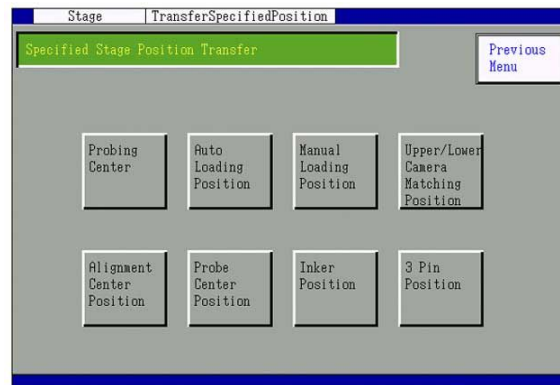 Stage TransferSpecifiedPosition
Specified Stage Position Transfer
Previous
Menu
Probing
Center
Auto
Loading
Position
Manual
Loading
Position
Upper/Lower
Camera
Matching
Position
Alignment
Center
Position
Probe
Center
Position
Inker
Position
3 Pin
Position